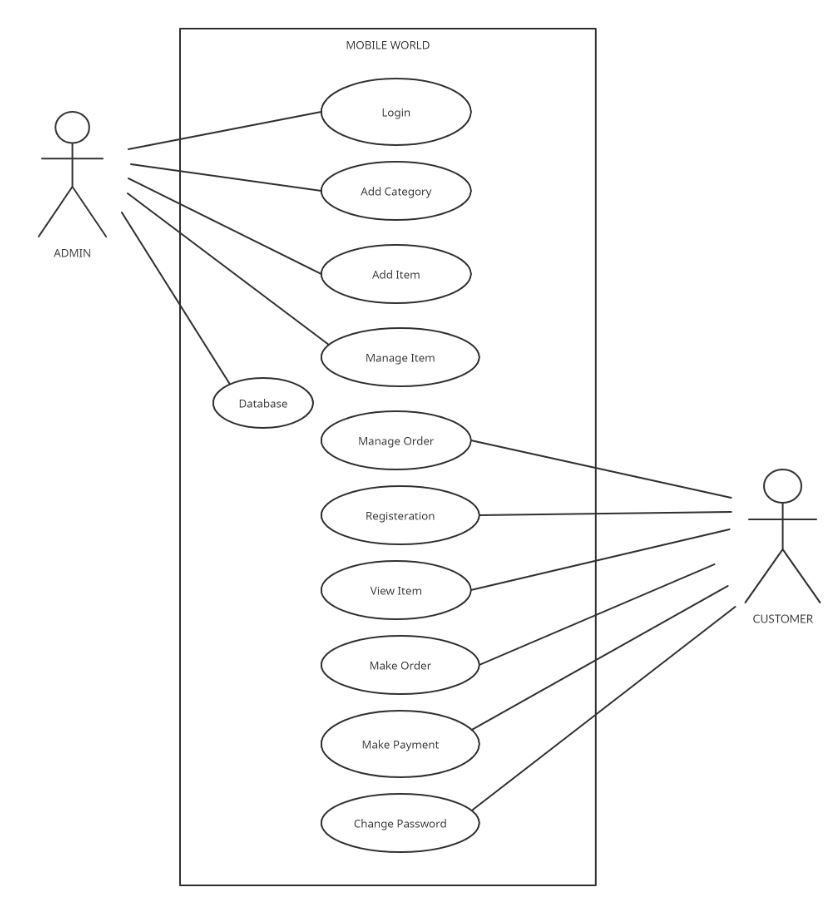 MOBILE WORLD
Login
Add Category
Add Item
ADMIN
Manage Item
Database
Manage Order
Registeration
View Item
CUSTOMER
Make Order
Make Payment
Change Password